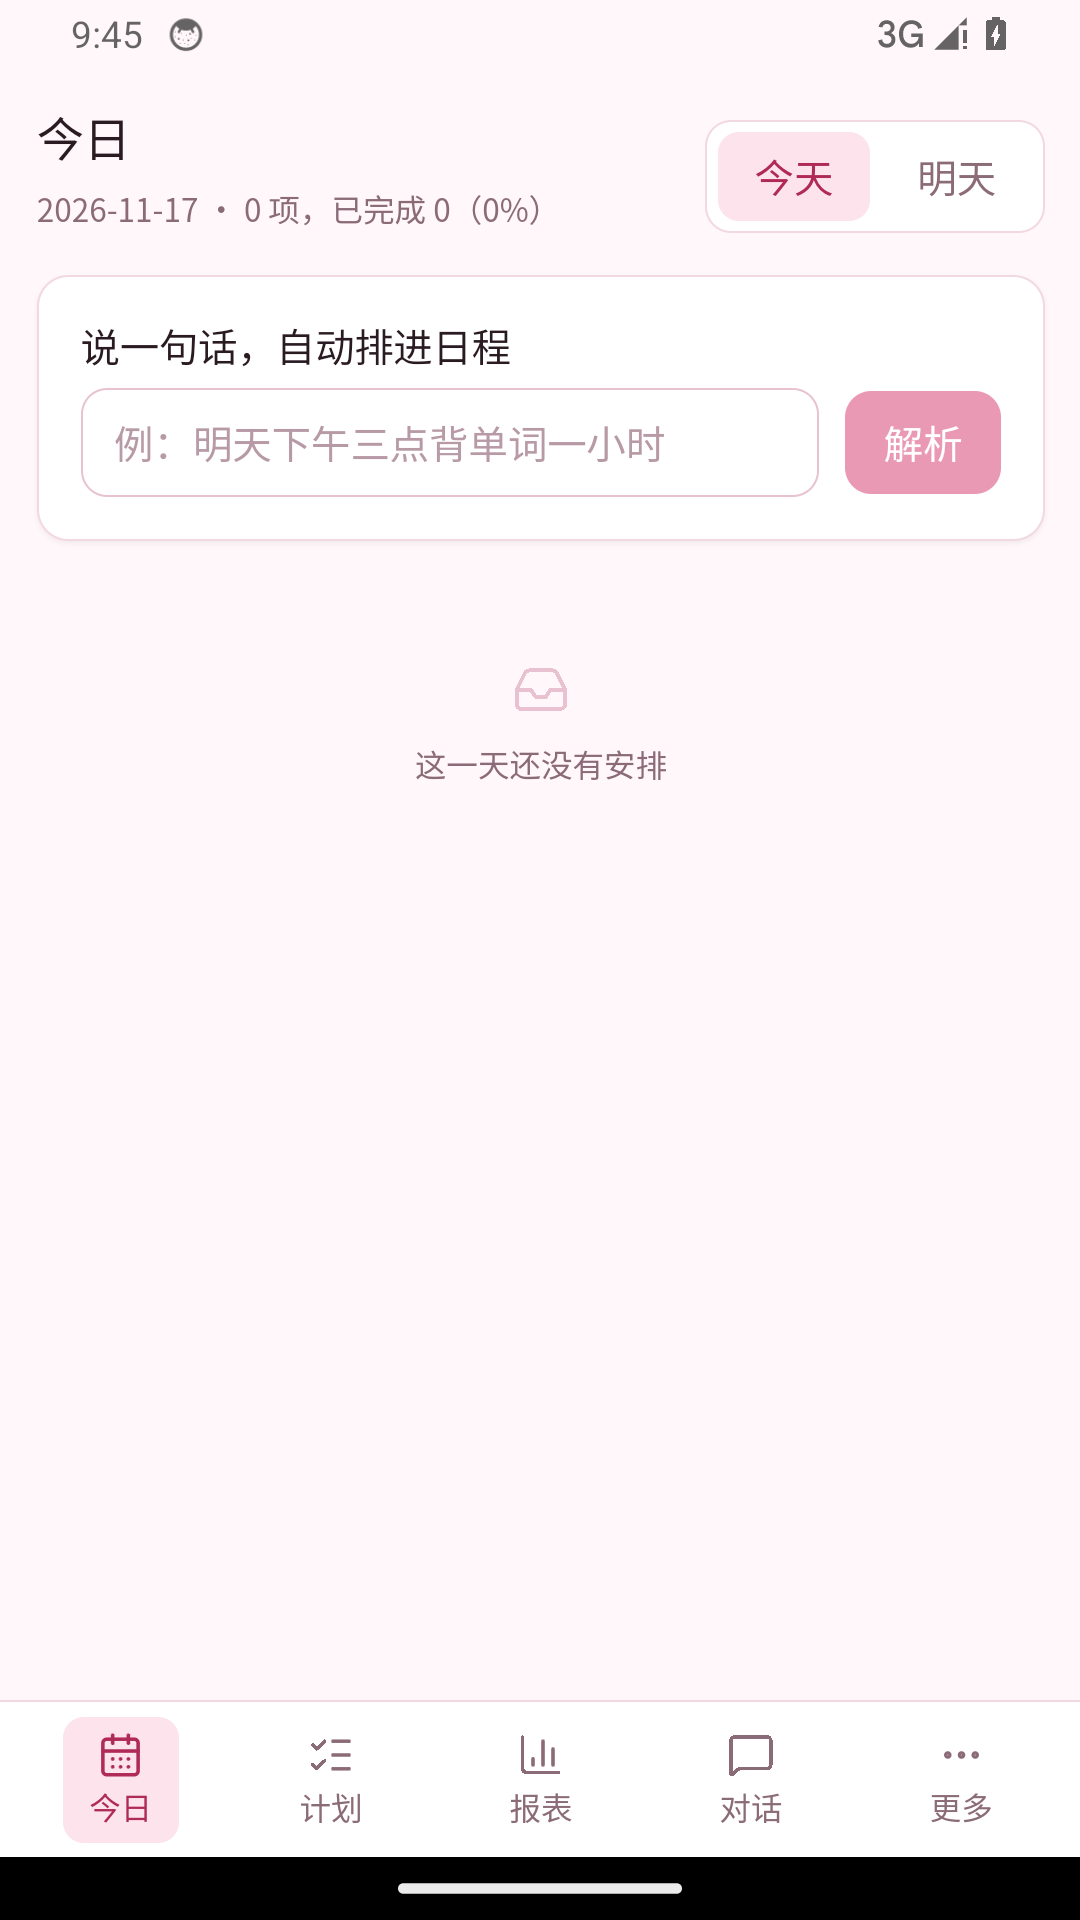 9:45
3G
今日
2026-11-17 · 0 项，已完成 0（0%）
今天
明天
说一句话，自动排进日程
例：明天下午三点背单词一小时
解析
这一天还没有安排
今日
计划
报表
对话
更多